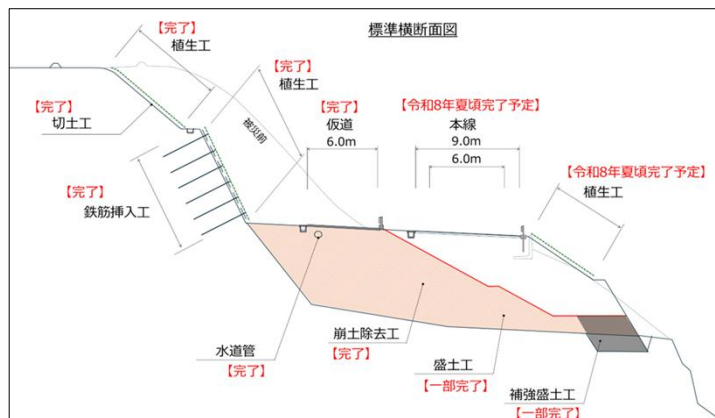 標準横断面図
【完了】
植生工
【完了】
植生工
【完了】
切土工
被災前
【完了】
仮道
6.0m
【令和8年夏頃完了予定】
本線
9.0m
6.0m
【令和8年夏頃完了予定】
植生工
【完了】
鉄筋挿入工
水道管
【完了】
崩土除去工
【完了】
盛土工
【一部完了】
補強盛土工
【一部完了】